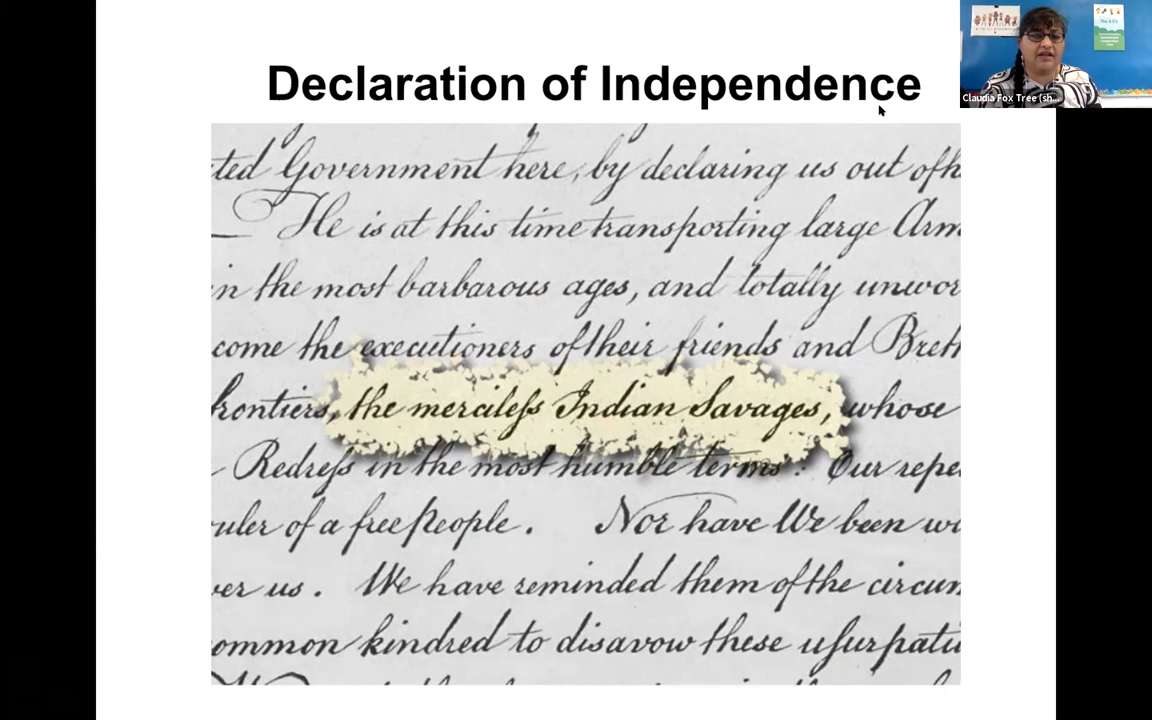 Declaration of Independence
Claudia Fox Tree (sh...
ted Government here, by declaring us out of h
He is at this time transporting large Arm
in the most barbarous ages, and totally unwor
come the executioners of their friends and Breth
frontiers, the merciless Indian Savages, whose
Redress in the most humble terms: Our repe
uler of a free People. Nor have We been wa
ver us. We have reminded them of the circum
ommon kindred to disavow these usurpatio